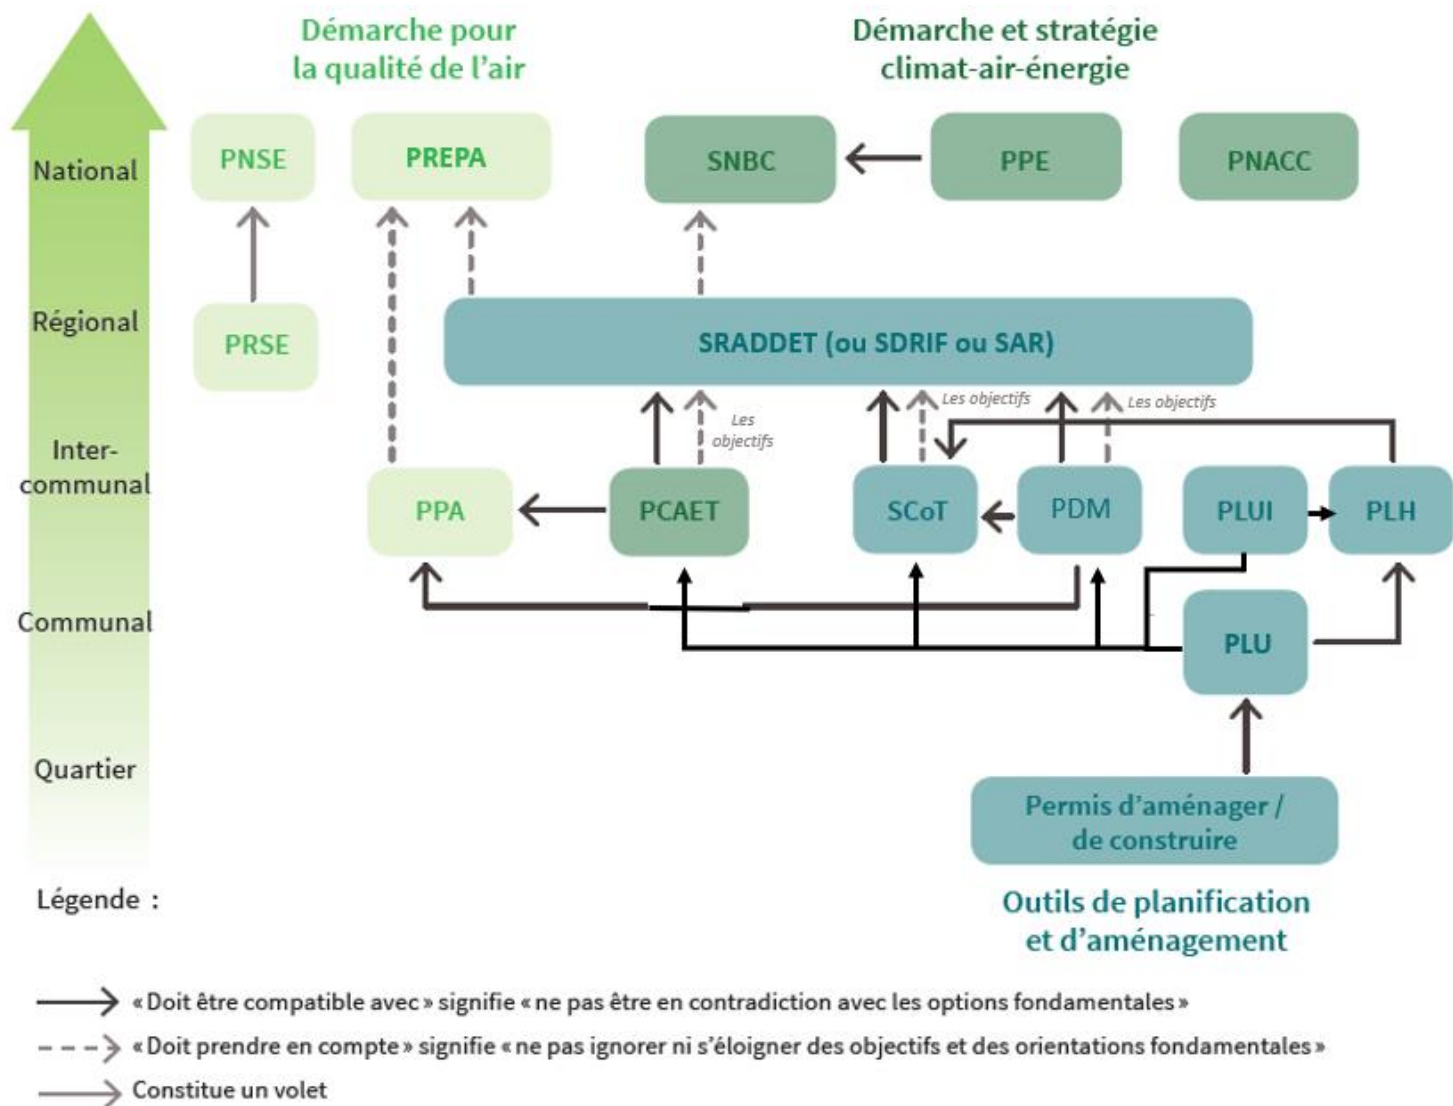 Démarche pour
la qualité de l'air
Démarche et stratégie
climat-air-énergie
National
PNSE
PREPA
SNBC
PPE
PNACC
Régional
PRSE
SRADDET (ou SDRIF ou SAR)
Les
objectifs
Les objectifs
Les objectifs
Inter-
communal
PPA
PCAET
SCoT
PDM
PLUI
PLH
Communal
PLU
Quartier
Permis d'aménager /
de construire
Légende :
Outils de planification
et d'aménagement
« Doit être compatible avec » signifie « ne pas être en contradiction avec les options fondamentales »
« Doit prendre en compte » signifie « ne pas ignorer ni s'éloigner des objectifs et des orientations fondamentales »
Constitue un volet